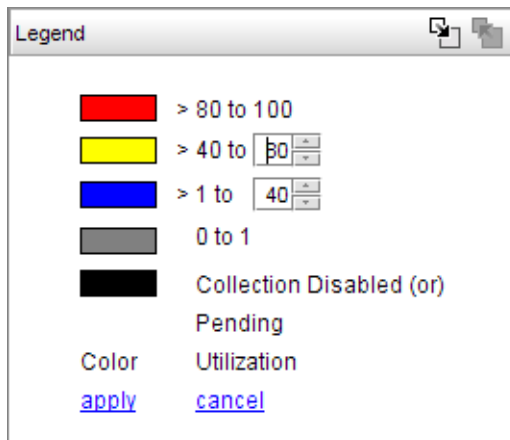 Legend
> 80 to 100
> 40 to 80
> 1 to 40
0 to 1
Collection Disabled (or)
Pending
Color Utilization
apply cancel